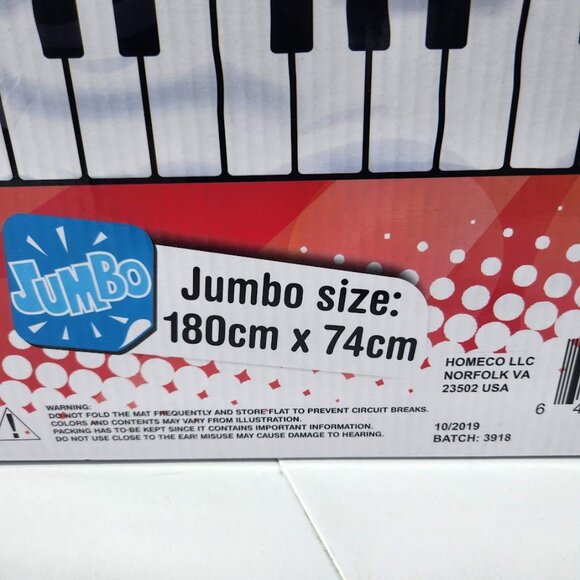 JUMBO
Jumbo size:
180cm x 74cm
HOMECO LLC
NORFOLK VA
23502 USA
WARNING:
DO NOT FOLD THE MAT FREQUENTLY AND STORE FLAT TO PREVENT CIRCUIT BREAKS.
COLORS AND CONTENTS MAY VARY FROM ILLUSTRATION.
PACKING HAS TO BE KEPT SINCE IT CONTAINS IMPORTANT INFORMATION.
DO NOT USE CLOSE TO THE EAR! MISUSE MAY CAUSE DAMAGE TO HEARING.
!
10/2019
BATCH: 3918
6